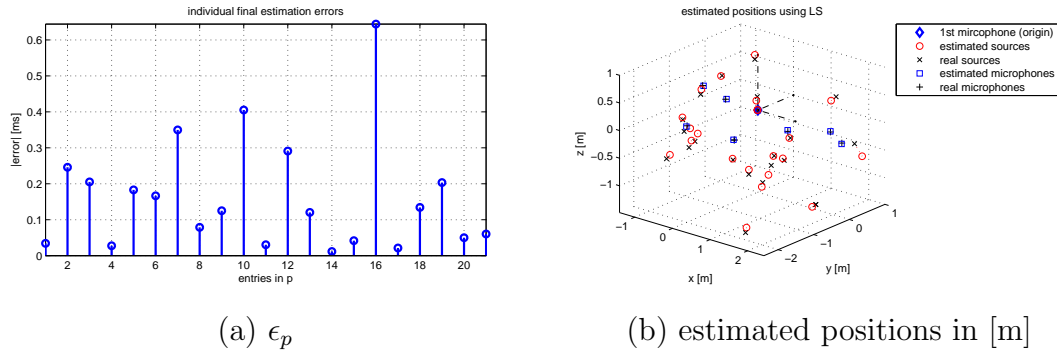 individual final estimation errors
0.6
0.5
0.4
0.3
0.2
0.1
0
|error| [ms]
2 4 6 8 10 12 14 16 18 20
entries in p
(a) ϵp
estimated positions using LS
1st mircophone (origin)
estimated sources
real sources
estimated microphones
real microphones
1
0.5
0
−0.5
−1
z [m]
−1 0 1 2
x [m]
−2 −1 0 1
y [m]
(b) estimated positions in [m]